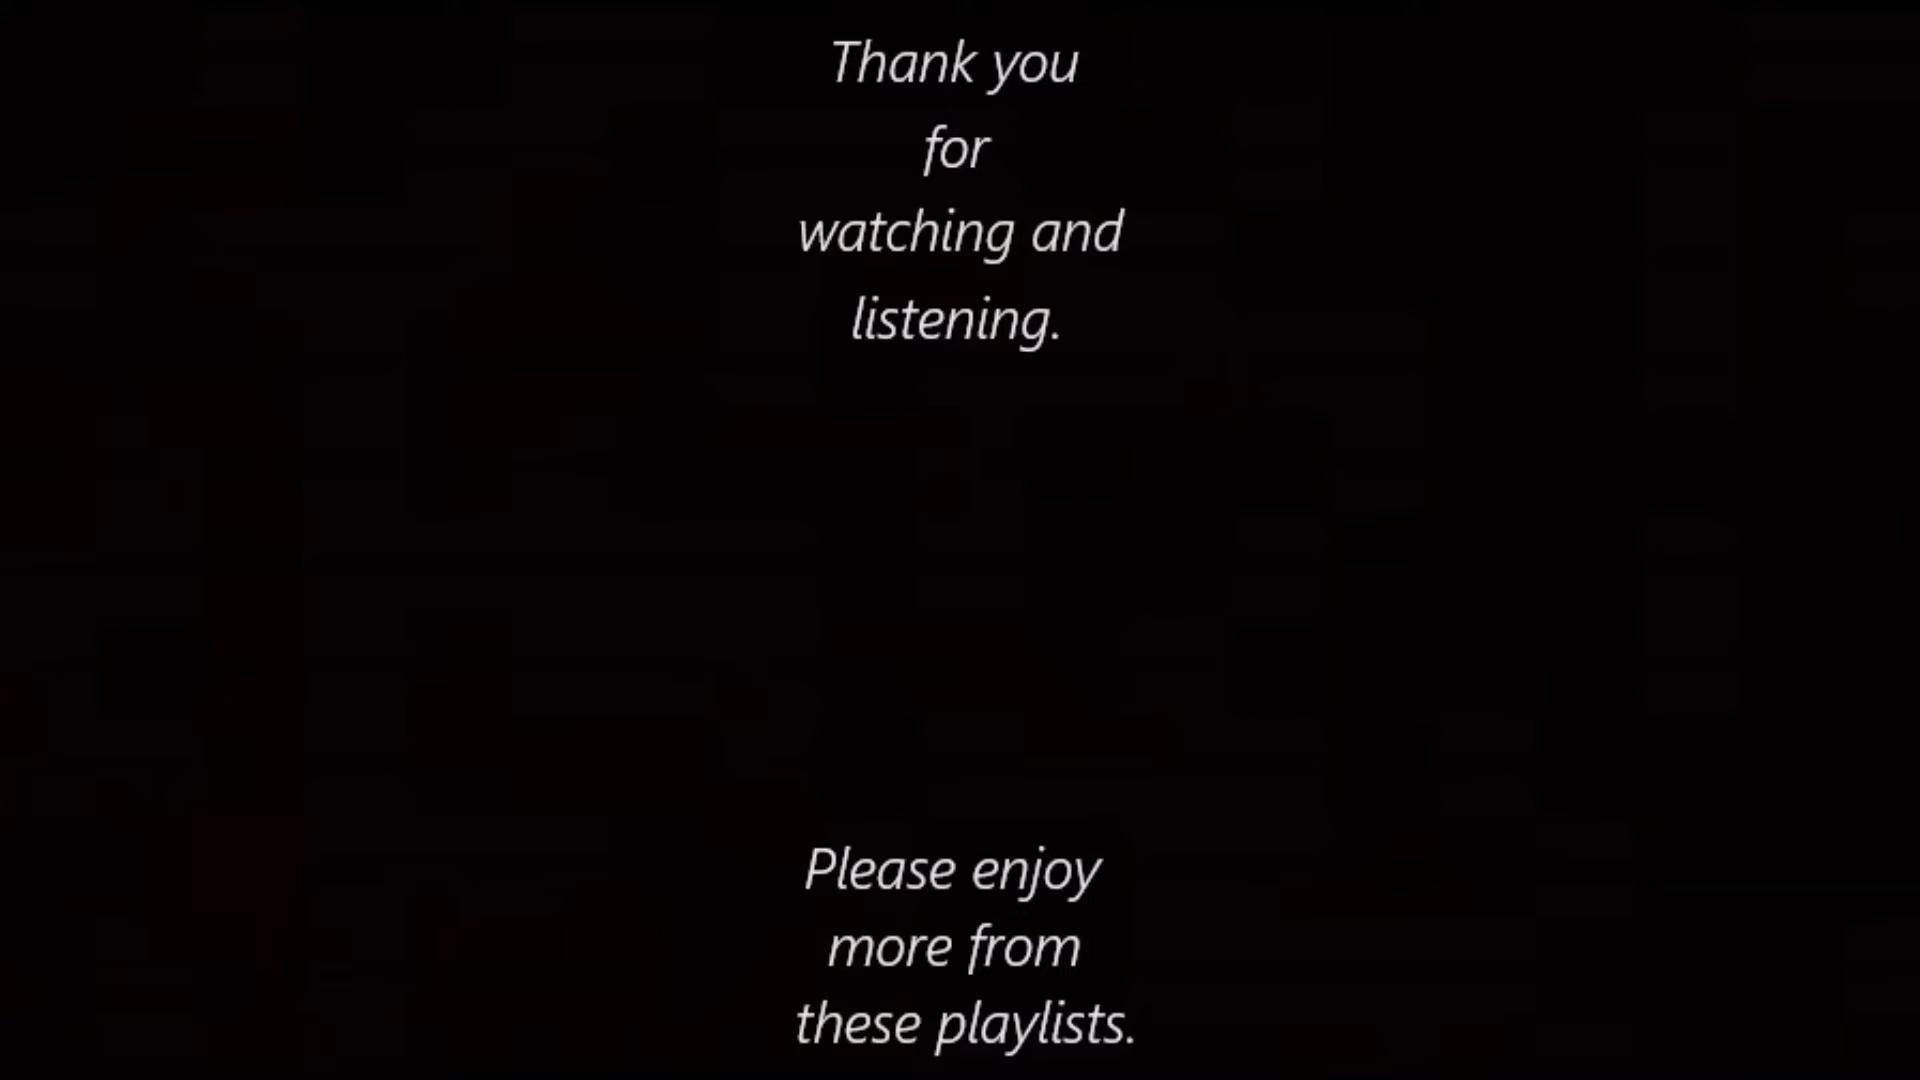 Thank you
for
watching and
listening.
Please enjoy
more from
these playlists.